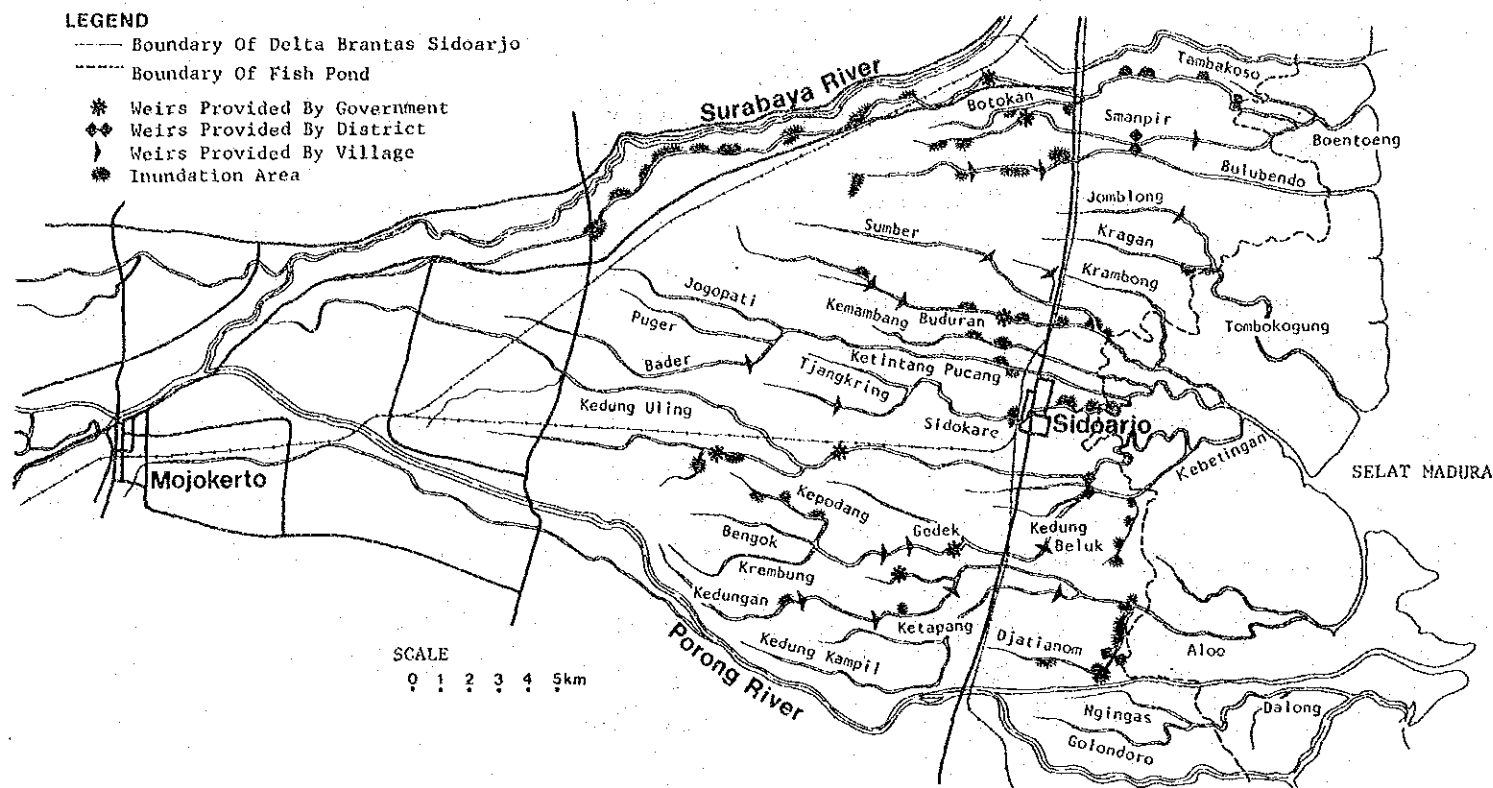 LEGEND
Boundary Of Delta Brantas Sidoarjo
Boundary Of Fish Pond
Weirs Provided By Government
Weirs Provided By District
Weirs Provided By Village
Inundation Area
Surabaya River
Tambakoso
Botokan
Smanpir
Boentoeng
Bulubendo
Jomblong
Sumber
Kragan
Krambong
Jogopati
Kemambang
Buduran
Puger
Tombokogung
Bader
Ketintang Pucang
Tjangkring
Kedung Uling
Sidokare
Sidoarjo
Kebetingan
SELAT MADURA
Mojokerto
Kepodang
Bengok
Gedek
Kedung
Beluk
Krembung
Kedungan
Ketapang
Djatianom
Aloo
Kedung Kampil
Porong River
SCALE
0 1 2 3 4 5km
Ngingas
Dalong
Golondoro